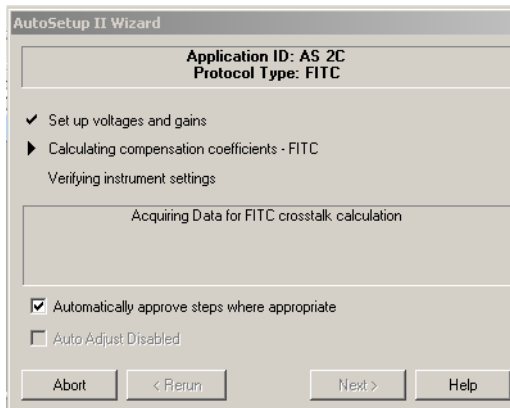 AutoSetup II Wizard
Application ID: AS 2C
Protocol Type: FITC
Set up voltages and gains
Calculating compensation coefficients - FITC
Verifying instrument settings
Acquiring Data for FITC crosstalk calculation
Automatically approve steps where appropriate
Auto Adjust Disabled
Abort < Rerun Next > Help